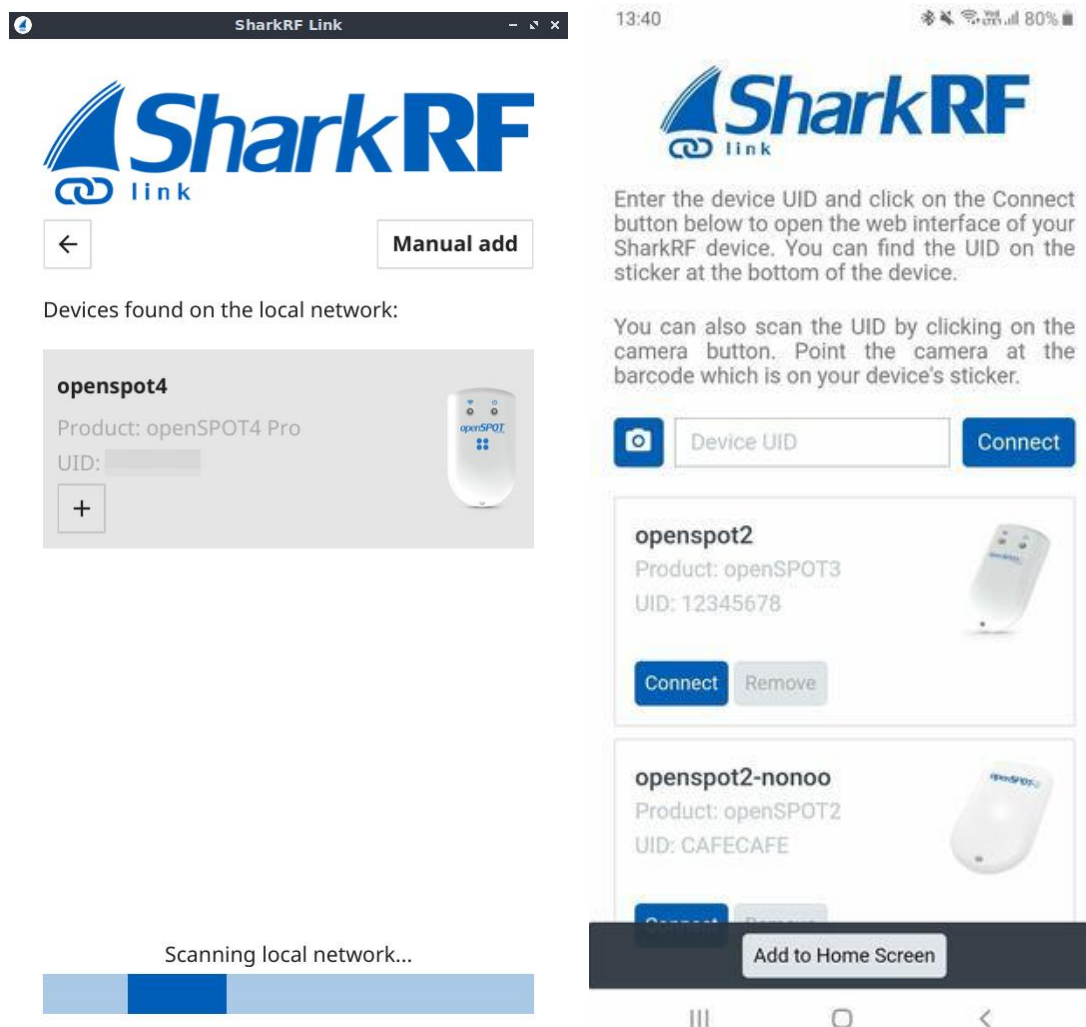 SharkRF Link
SharkRF
link
Manual add
Devices found on the local network:
openspot4
Product: openSPOT4 Pro
UID:
openSPOT
+
Scanning local network...
13:40
80%
SharkRF
link
Enter the device UID and click on the Connect
button below to open the web interface of your
SharkRF device. You can find the UID on the
sticker at the bottom of the device.
You can also scan the UID by clicking on the
camera button. Point the camera at the
barcode which is on your device's sticker.
Device UID
Connect
openspot2
Product: openSPOT3
UID: 12345678
Connect
Remove
openspot2-nonoo
Product: openSPOT2
UID: CAFECAFE
Connect
Remove
Add to Home Screen